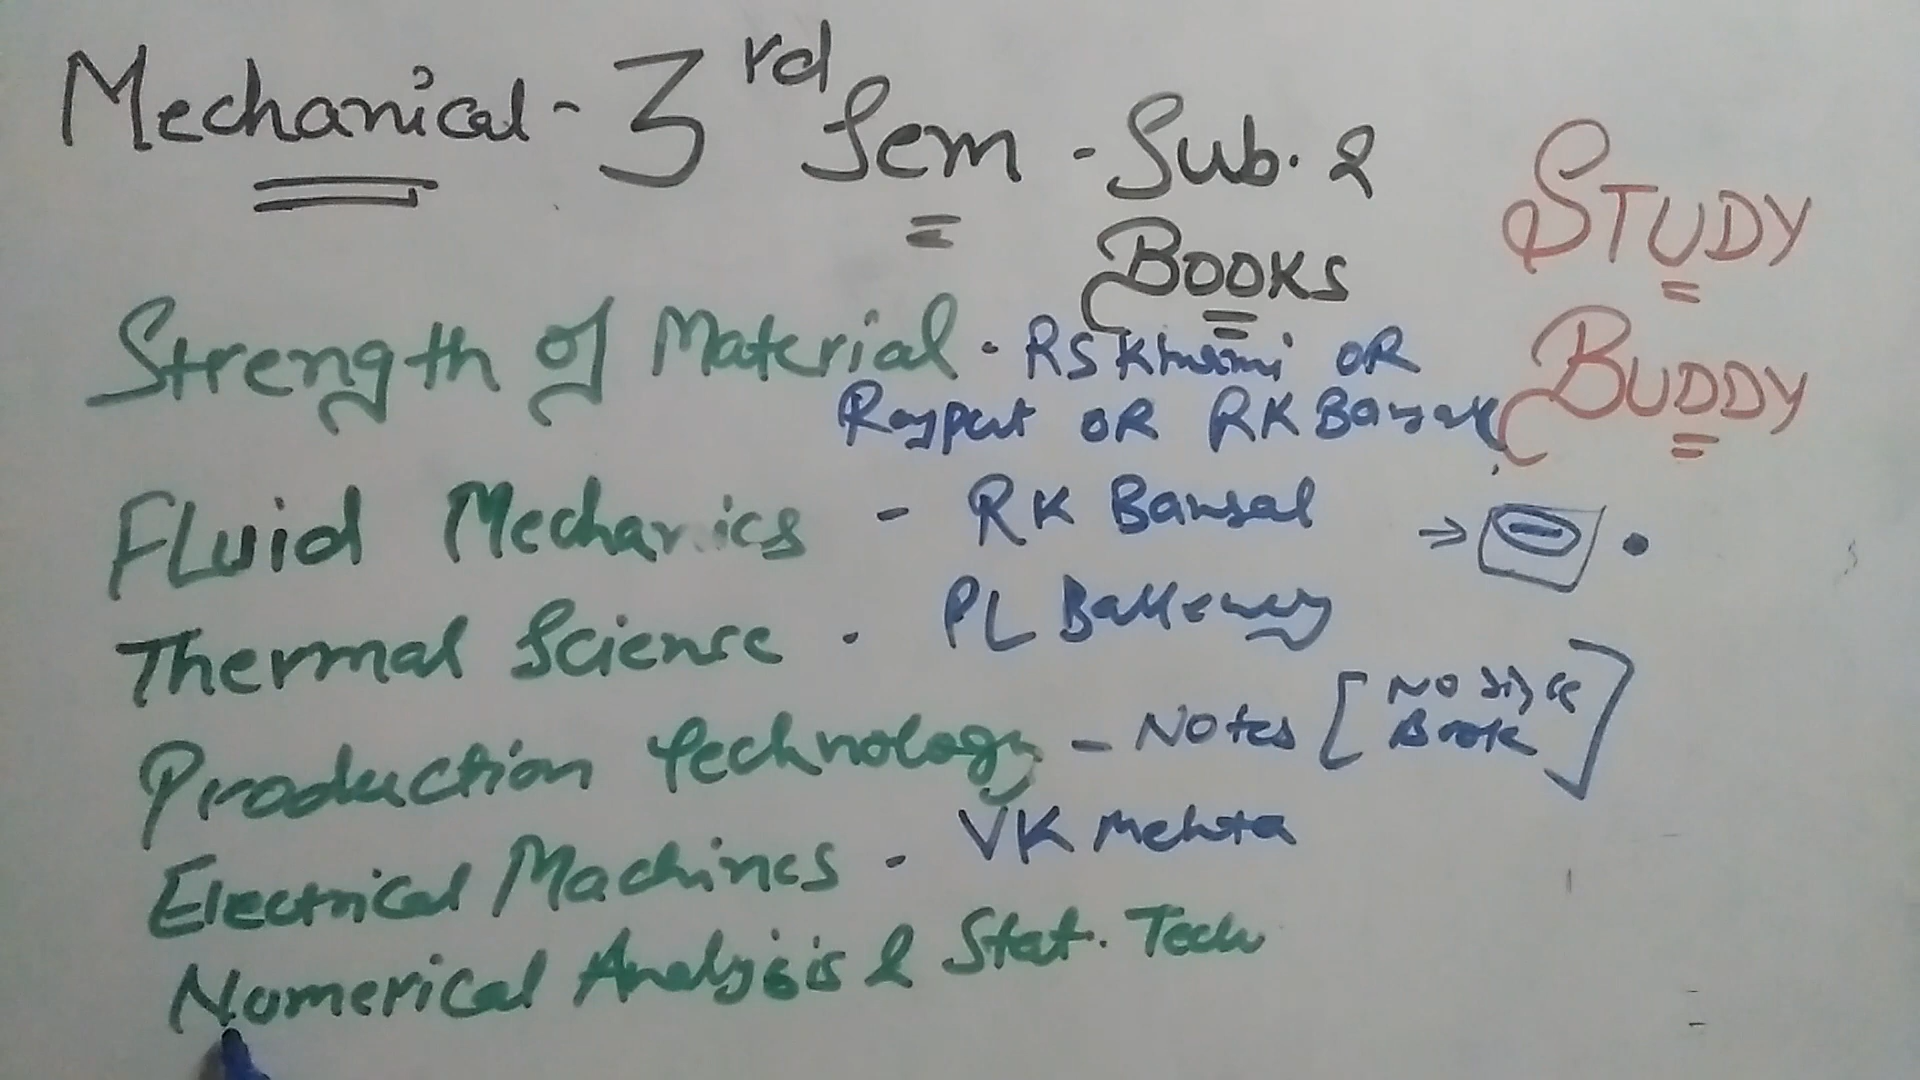 Mechanical - 3rd Sem - Sub. &
BOOKS
STUDY
BUDDY
Strength of Material - RS Khurmi OR
Rajput OR RK Bansal
FLuid Mechanics - RK Bansal
Thermal Science - PL Ballaney
Production Technology - Notes [No
Book]
Electrical Machines - VK Mehta
Numerical Analysis & Stat. Tech